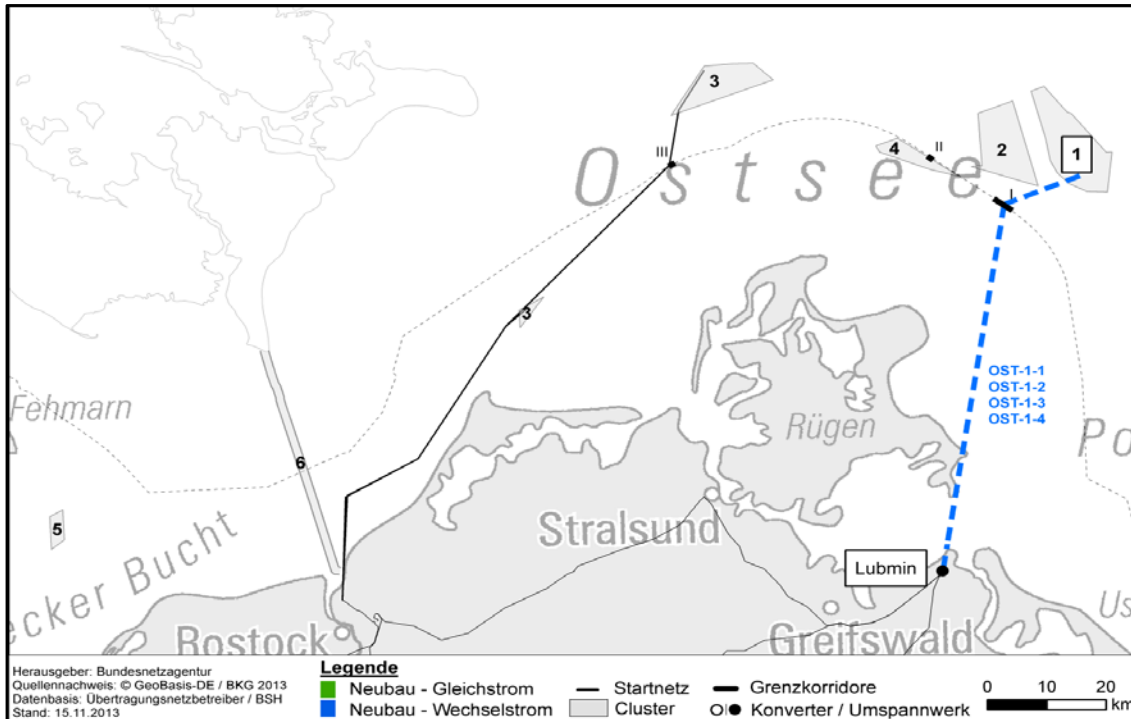 3
III
4
II
2
1
I
Ostsee
3
OST-1-1
OST-1-2
OST-1-3
OST-1-4
Fehmarn
Rügen
Po
6
5
ecker Bucht
Stralsund
Lubmin
Us
Rostock
Greifswald
Herausgeber: Bundesnetzagentur
Quellennachweis: © GeoBasis-DE / BKG 2013
Datenbasis: Übertragungsnetzbetreiber / BSH
Stand: 15.11.2013
Legende
Neubau - Gleichstrom
Neubau - Wechselstrom
Startnetz
Cluster
Grenzkorridore
Konverter / Umspannwerk
0 10 20
km